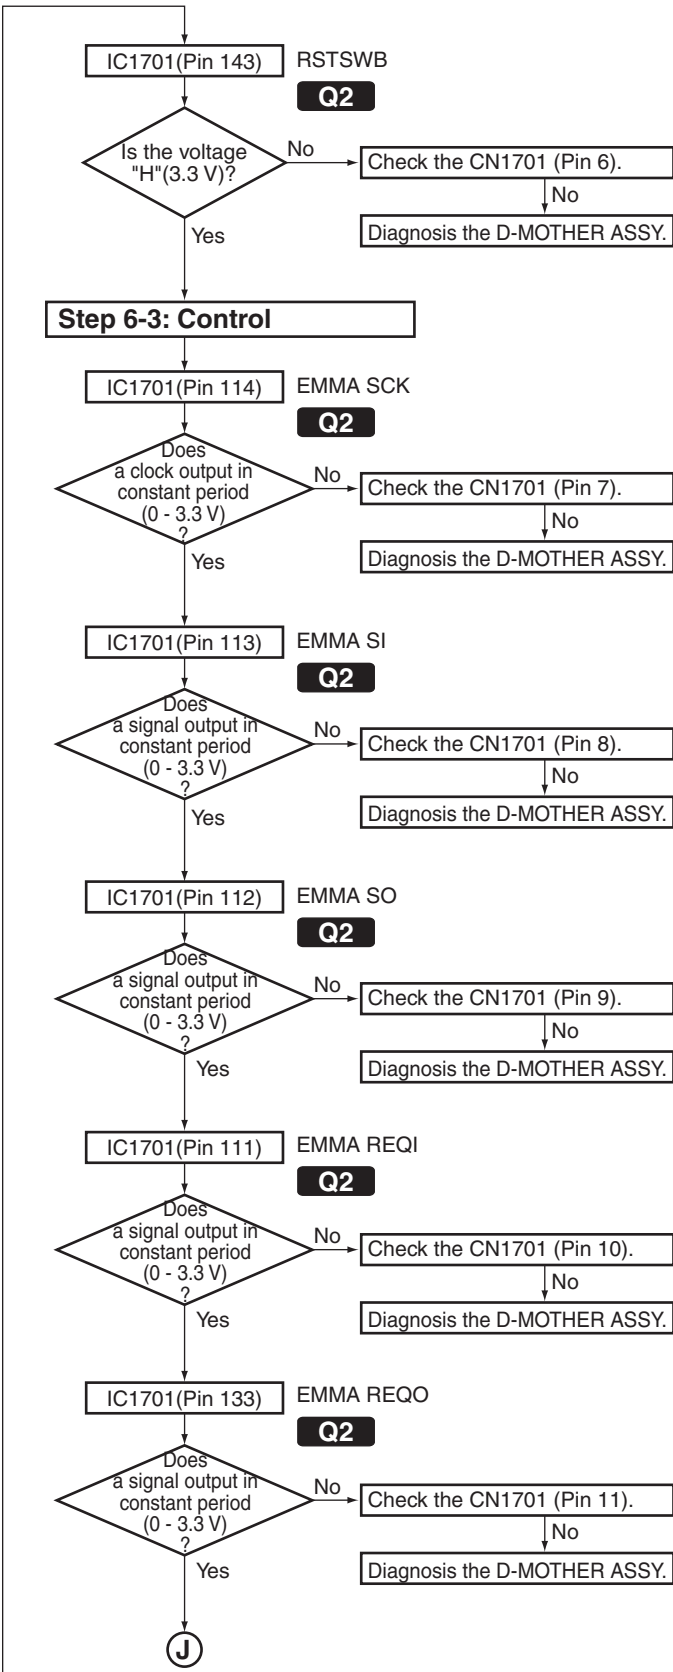 IC1701(Pin 143)
RSTSWB
Q2
Is the voltage
"H"(3.3 V)?
No
Check the CN1701 (Pin 6).
No
Diagnosis the D-MOTHER ASSY.
Yes
Step 6-3: Control
IC1701(Pin 114)
EMMA SCK
Q2
Does
a clock output in
constant period
(0 - 3.3 V)
?
No
Check the CN1701 (Pin 7).
No
Diagnosis the D-MOTHER ASSY.
Yes
IC1701(Pin 113)
EMMA SI
Q2
Does
a signal output in
constant period
(0 - 3.3 V)
?
No
Check the CN1701 (Pin 8).
No
Diagnosis the D-MOTHER ASSY.
Yes
IC1701(Pin 112)
EMMA SO
Q2
Does
a signal output in
constant period
(0 - 3.3 V)
?
No
Check the CN1701 (Pin 9).
No
Diagnosis the D-MOTHER ASSY.
Yes
IC1701(Pin 111)
EMMA REQI
Q2
Does
a signal output in
constant period
(0 - 3.3 V)
?
No
Check the CN1701 (Pin 10).
No
Diagnosis the D-MOTHER ASSY.
Yes
IC1701(Pin 133)
EMMA REQO
Q2
Does
a signal output in
constant period
(0 - 3.3 V)
?
No
Check the CN1701 (Pin 11).
No
Diagnosis the D-MOTHER ASSY.
Yes
J